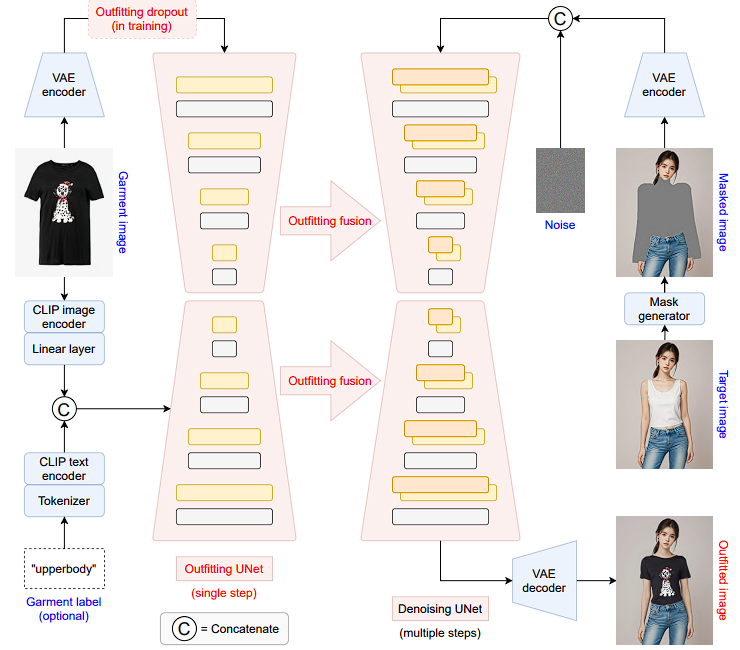 Outfitting dropout
(in training)
C
VAE
encoder
VAE
encoder
Garment image
Outfitting fusion
Noise
Masked image
CLIP image
encoder
Linear layer
Mask
generator
Outfitting fusion
Target image
C
CLIP text
encoder
Tokenizer
"upperbody"
Garment label
(optional)
Outfitting UNet
(single step)
C = Concatenate
Denoising UNet
(multiple steps)
VAE
decoder
Outfitted image